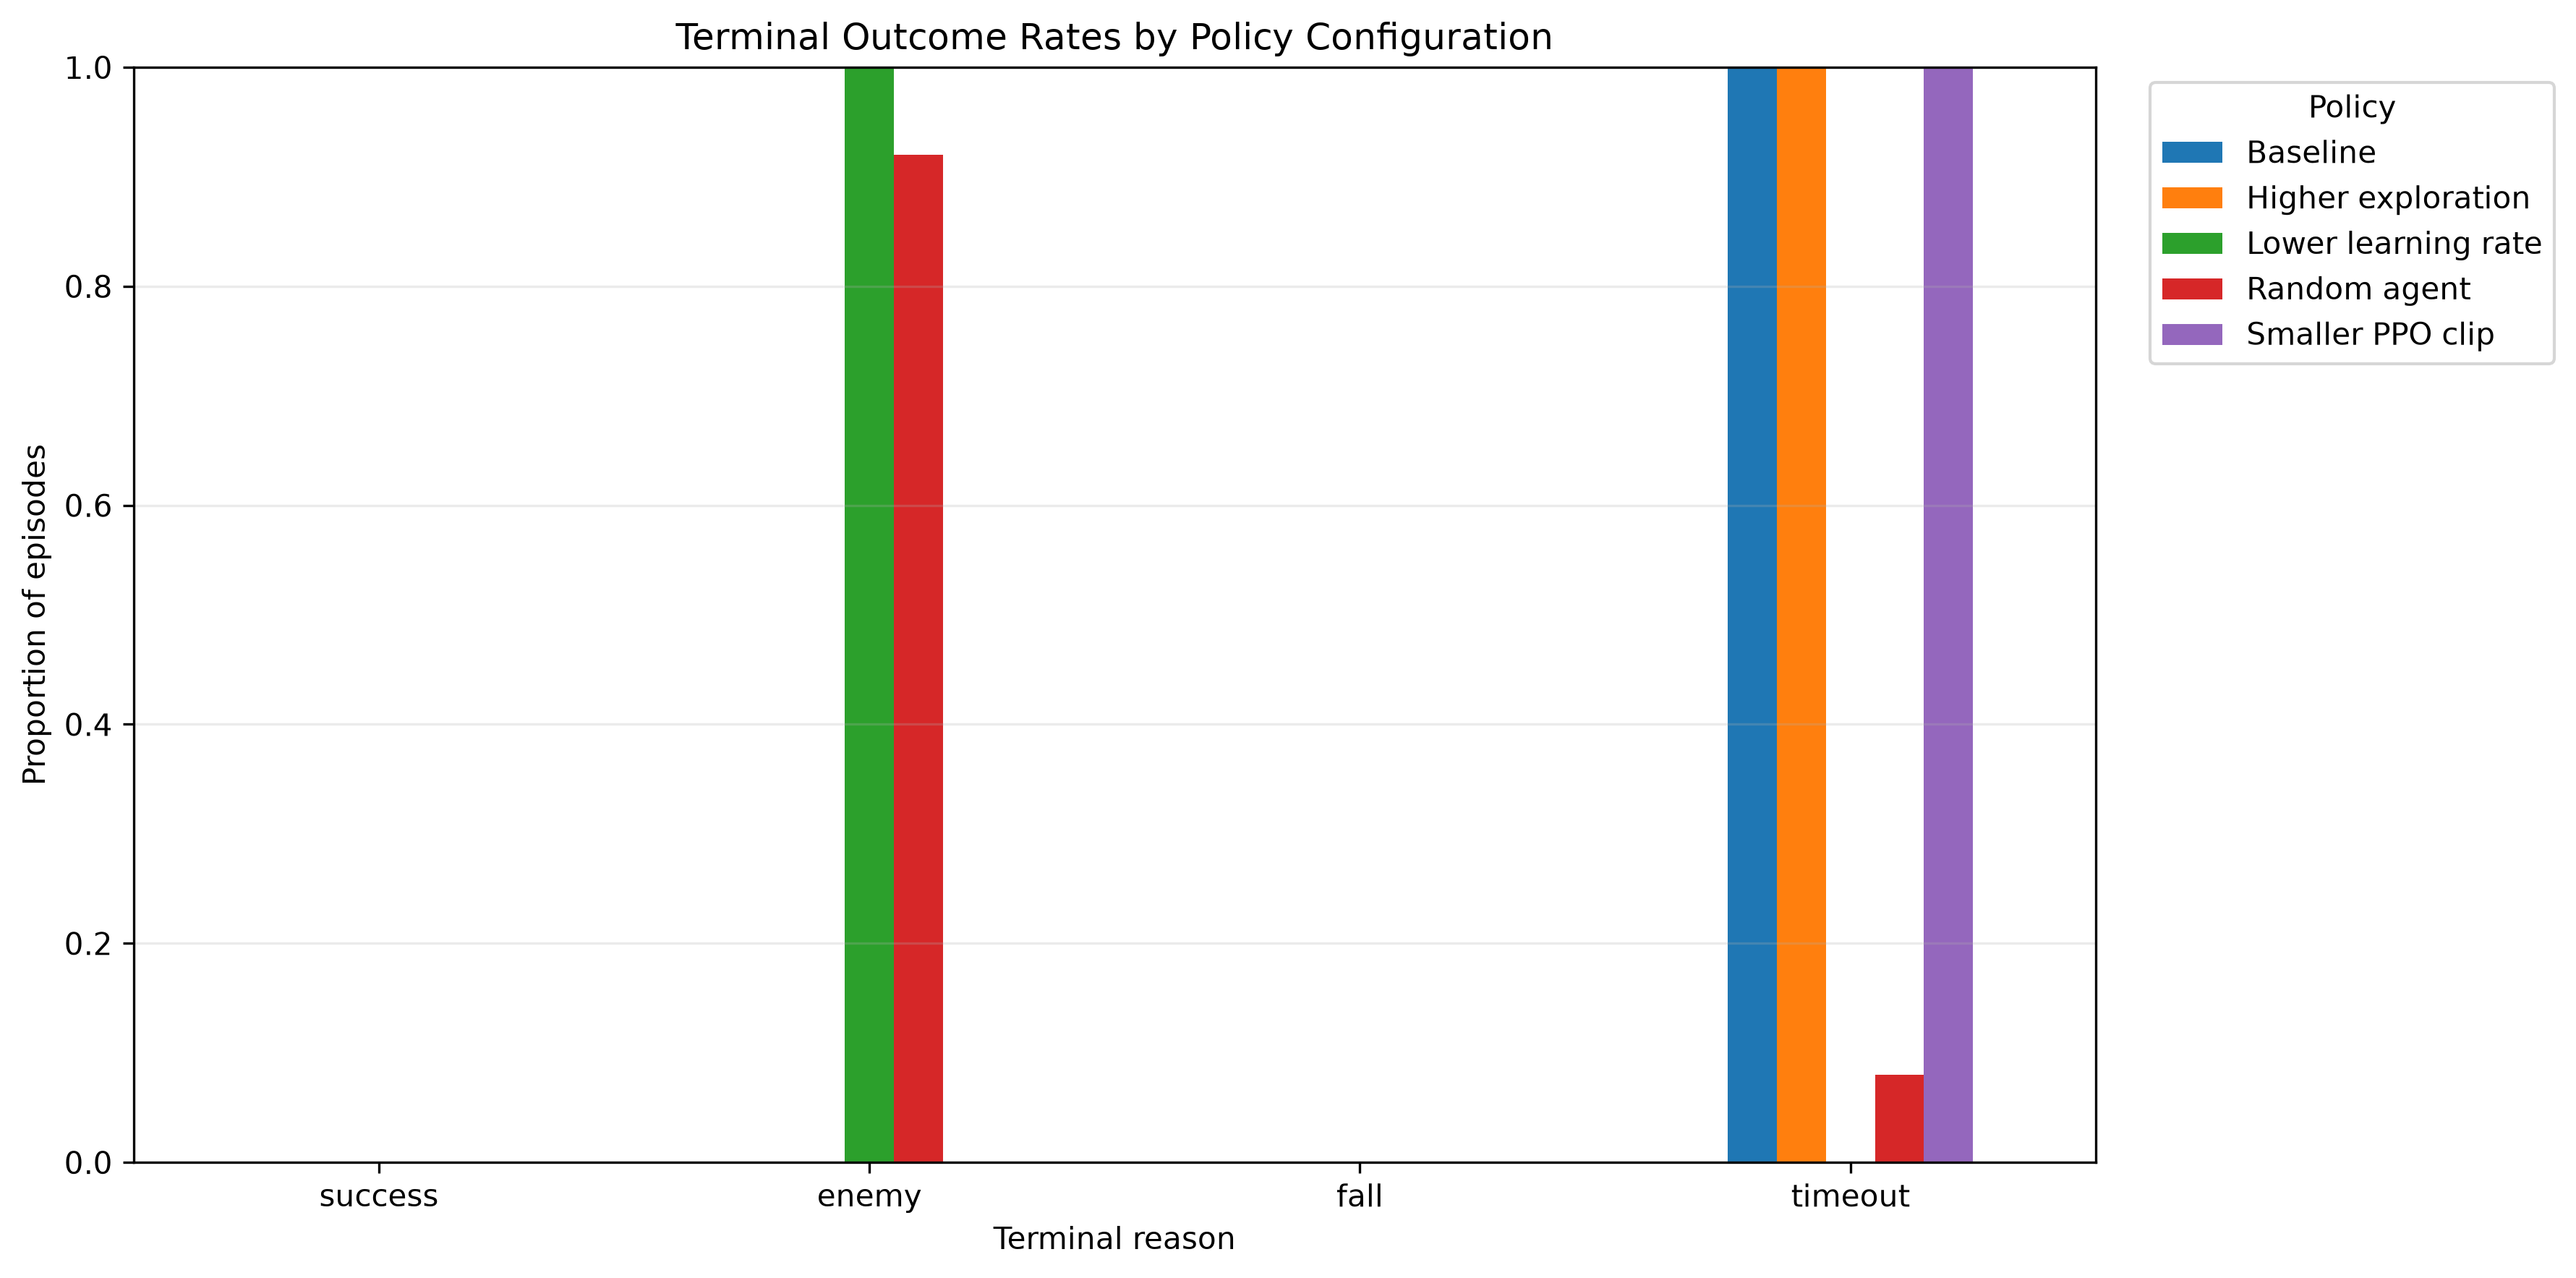 Terminal Outcome Rates by Policy Configuration
1.0
0.8
0.6
0.4
0.2
0.0
Proportion of episodes
success
enemy
fall
timeout
Terminal reason
Policy
Baseline
Higher exploration
Lower learning rate
Random agent
Smaller PPO clip